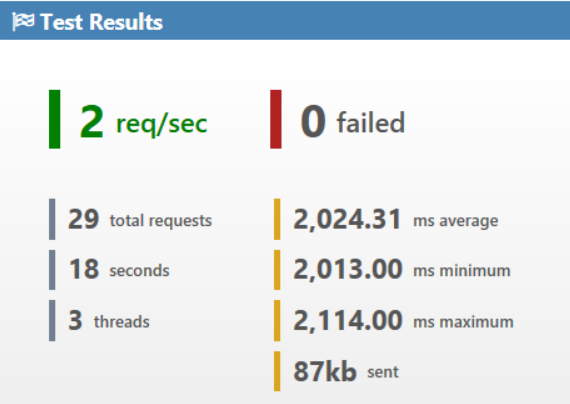 Test Results
2 req/sec
0 failed
29 total requests
2,024.31 ms average
18 seconds
2,013.00 ms minimum
3 threads
2,114.00 ms maximum
87kb sent